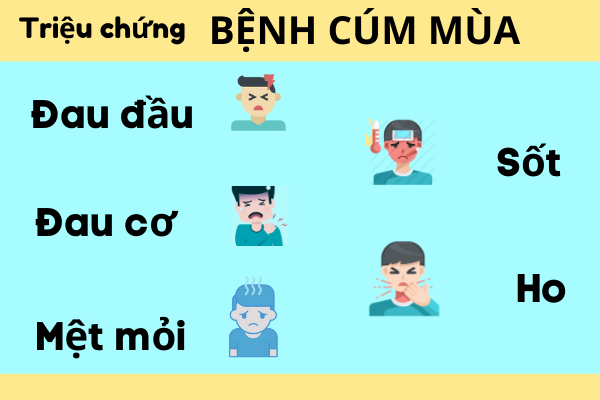 Triệu chứng BỆNH CÚM MÙA
Đau đầu
Sốt
Đau cơ
Ho
Mệt mỏi